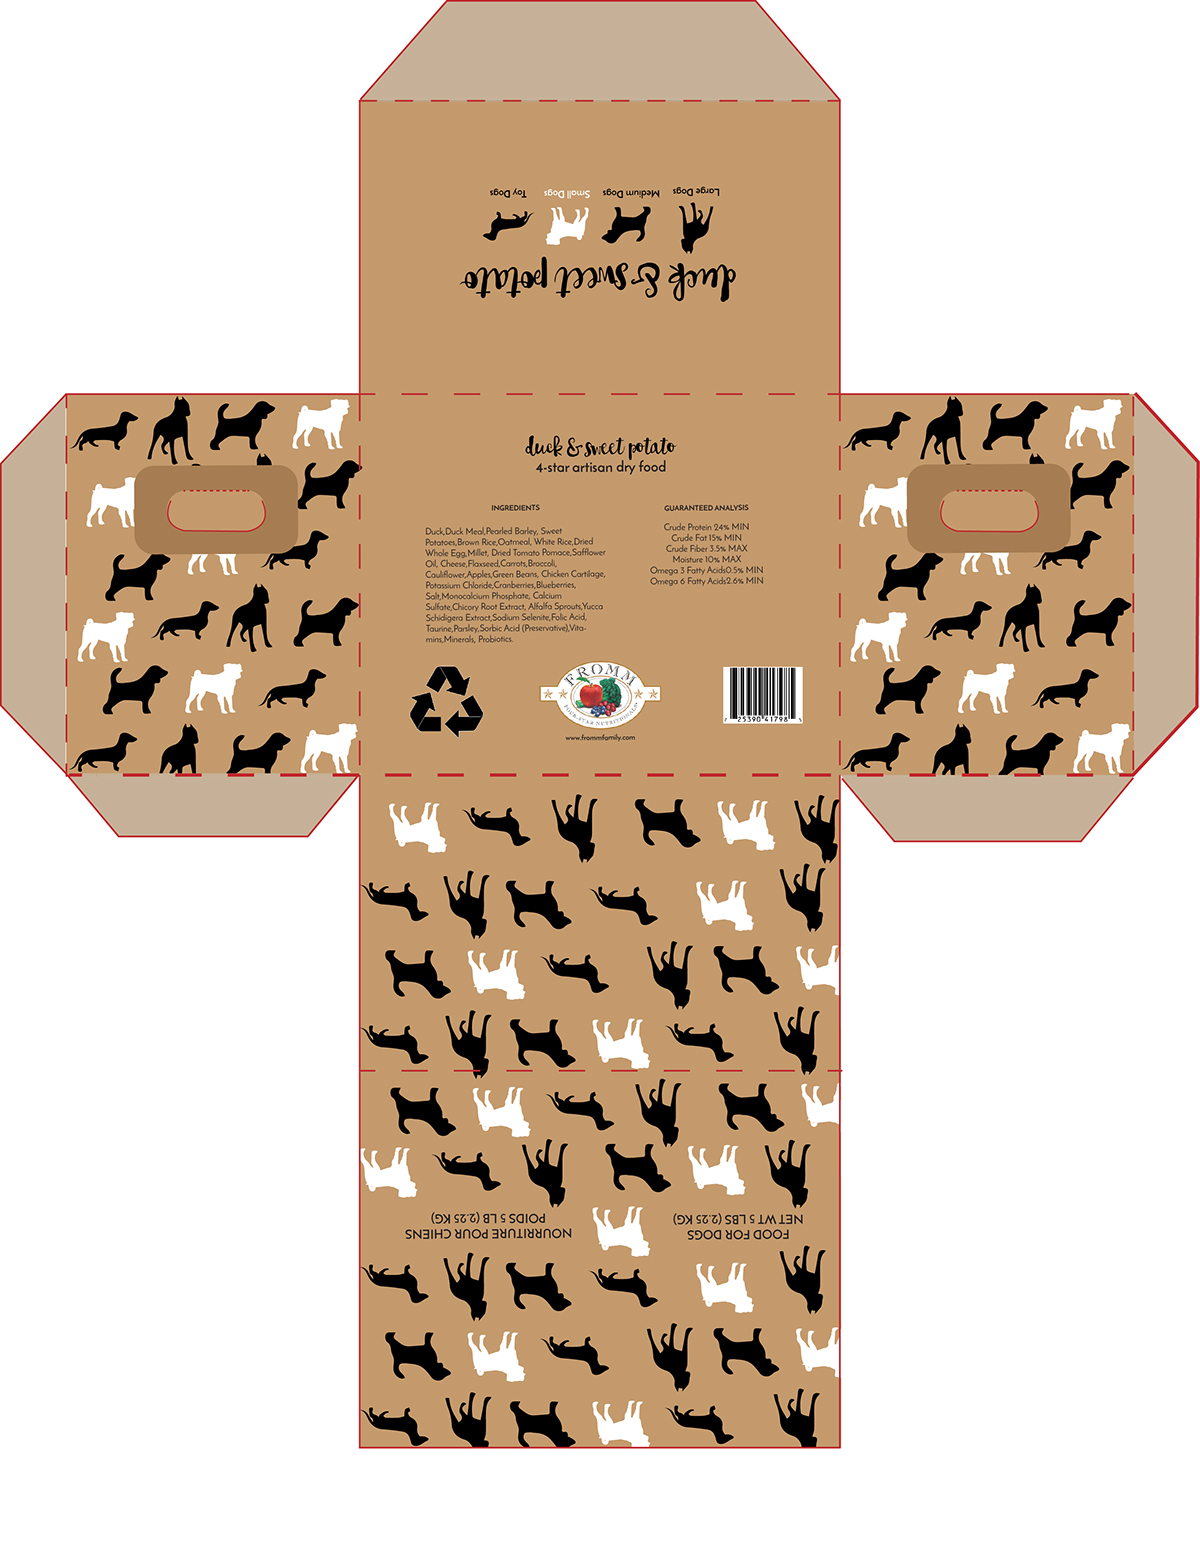 Large Dogs Medium Dogs Small Dogs Toy Dogs
duck & sweet potato
duck & sweet potato
4-star artisan dry food
INGREDIENTS
Duck,Duck Meal,Pearled Barley, Sweet
Potatoes,Brown Rice,Oatmeal, White Rice,Dried
Whole Egg,Millet, Dried Tomato Pomace,Safflower
Oil, Cheese,Flaxseed,Carrots,Broccoli,
Cauliflower,Apples,Green Beans, Chicken Cartilage,
Potassium Chloride,Cranberries,Blueberries,
Salt,Monocalcium Phosphate, Calcium
Sulfate,Chicory Root Extract, Alfalfa Sprouts,Yucca
Schidigera Extract,Sodium Selenite,Folic Acid,
Taurine,Parsley,Sorbic Acid (Preservative),Vita-
mins,Minerals, Probiotics.
GUARANTEED ANALYSIS
Crude Protein 24% MIN
Crude Fat 15% MIN
Crude Fiber 3.5% MAX
Moisture 10% MAX
Omega 3 Fatty Acids0.5% MIN
Omega 6 Fatty Acids2.6% MIN
FROMM
FOUR-STAR NUTRITIONALS
www.frommfamily.com
7 25390 41798 5
FOOD FOR DOGS
NET WT 5 LBS (2.25 KG)
NOURRITURE POUR CHIENS
POIDS 5 LB (2.25 KG)